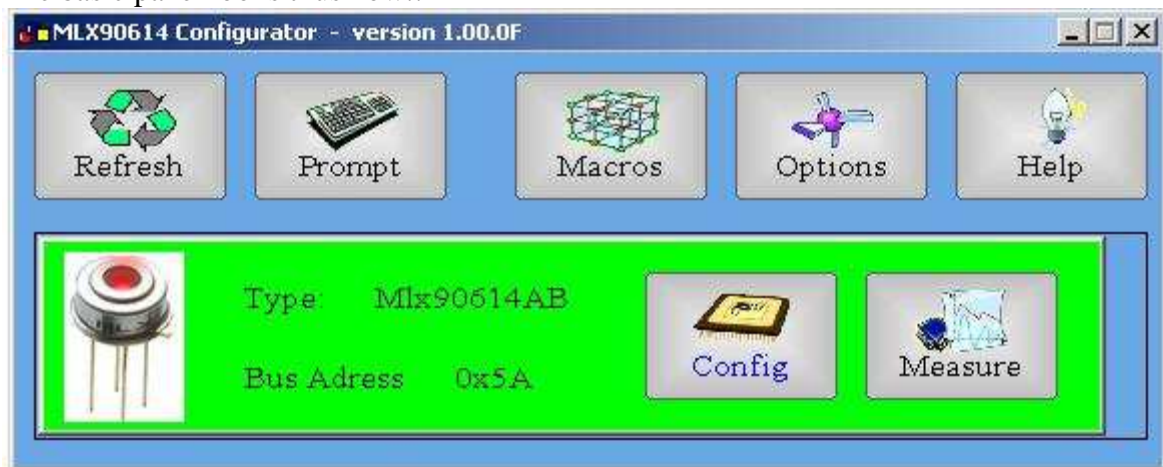 MLX90614 Configurator - version 1.00.0F
Refresh
Prompt
Macros
Options
Help
Type: Mlx90614AB
Bus Adress 0x5A
Config
Measure